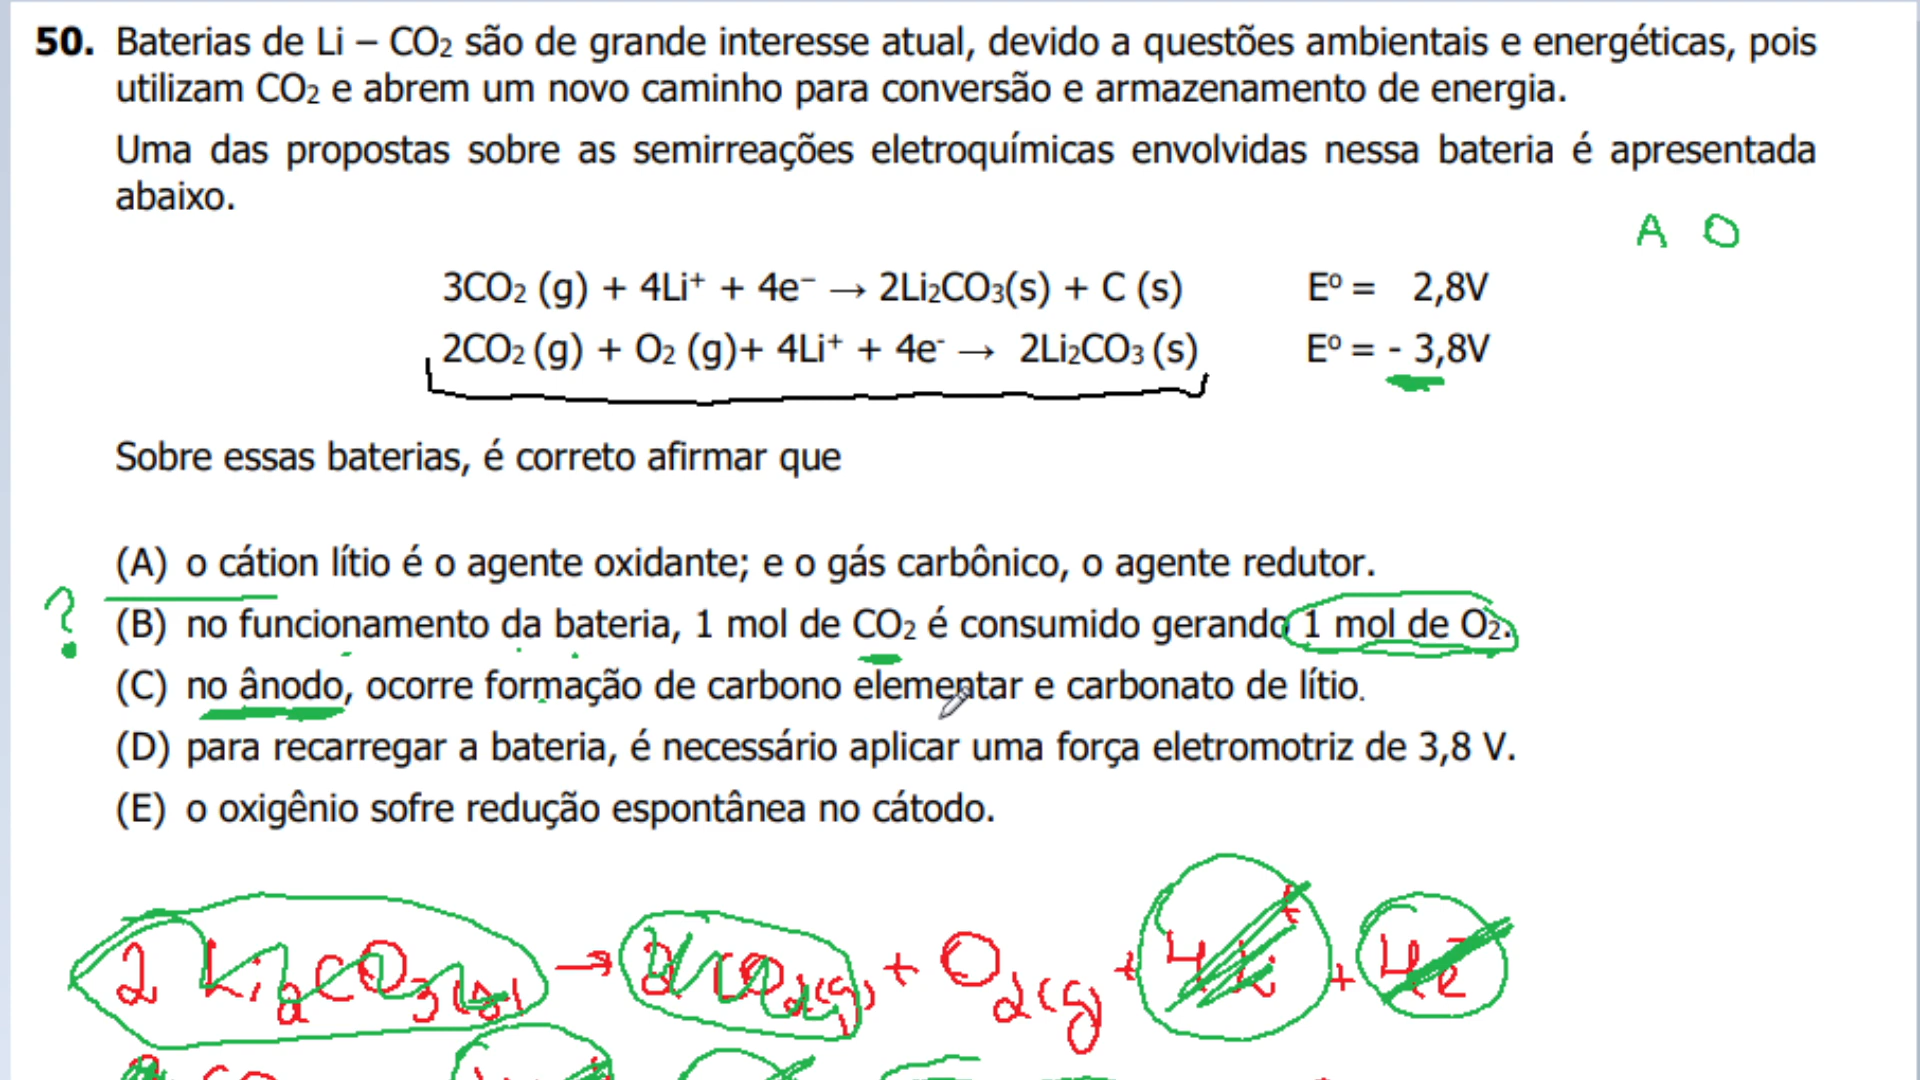 50. Baterias de Li – CO₂ são de grande interesse atual, devido a questões ambientais e energéticas, pois
utilizam CO₂ e abrem um novo caminho para conversão e armazenamento de energia.
Uma das propostas sobre as semirreações eletroquímicas envolvidas nessa bateria é apresentada
abaixo.
A O
3CO₂ (g) + 4Li⁺ + 4e⁻ → 2Li₂CO₃(s) + C (s) Eº = 2,8V
2CO₂ (g) + O₂ (g)+ 4Li⁺ + 4e⁻ → 2Li₂CO₃ (s) Eº = - 3,8V
Sobre essas baterias, é correto afirmar que
(A) o cátion lítio é o agente oxidante; e o gás carbônico, o agente redutor.
?
(B) no funcionamento da bateria, 1 mol de CO₂ é consumido gerando 1 mol de O₂.
(C) no ânodo, ocorre formação de carbono elementar e carbonato de lítio.
(D) para recarregar a bateria, é necessário aplicar uma força eletromotriz de 3,8 V.
(E) o oxigênio sofre redução espontânea no cátodo.
2 Li₂CO₃(s) → 2CO₂(g) + O₂(g) + 4Li⁺ + 4e⁻